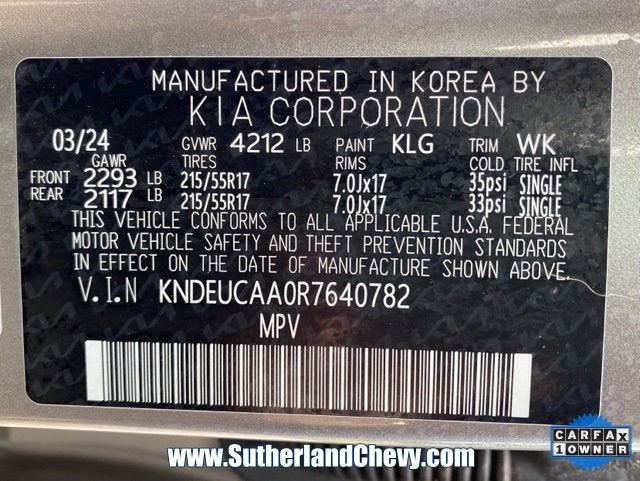 MANUFACTURED IN KOREA BY
KIA CORPORATION
03/24 GVWR 4212 LB PAINT KLG TRIM WK
GAWR TIRES RIMS COLD TIRE INFL
FRONT 2293 LB 215/55R17 7.0Jx17 35psi SINGLE
REAR 2117 LB 215/55R17 7.0Jx17 33psi SINGLE
THIS VEHICLE CONFORMS TO ALL APPLICABLE U.S.A. FEDERAL
MOTOR VEHICLE SAFETY AND THEFT PREVENTION STANDARDS
IN EFFECT ON THE DATE OF MANUFACTURE SHOWN ABOVE.
V.I.N KNDEUCAA0R7640782
MPV
CARFAX
1 OWNER
www.SutherlandChevy.com